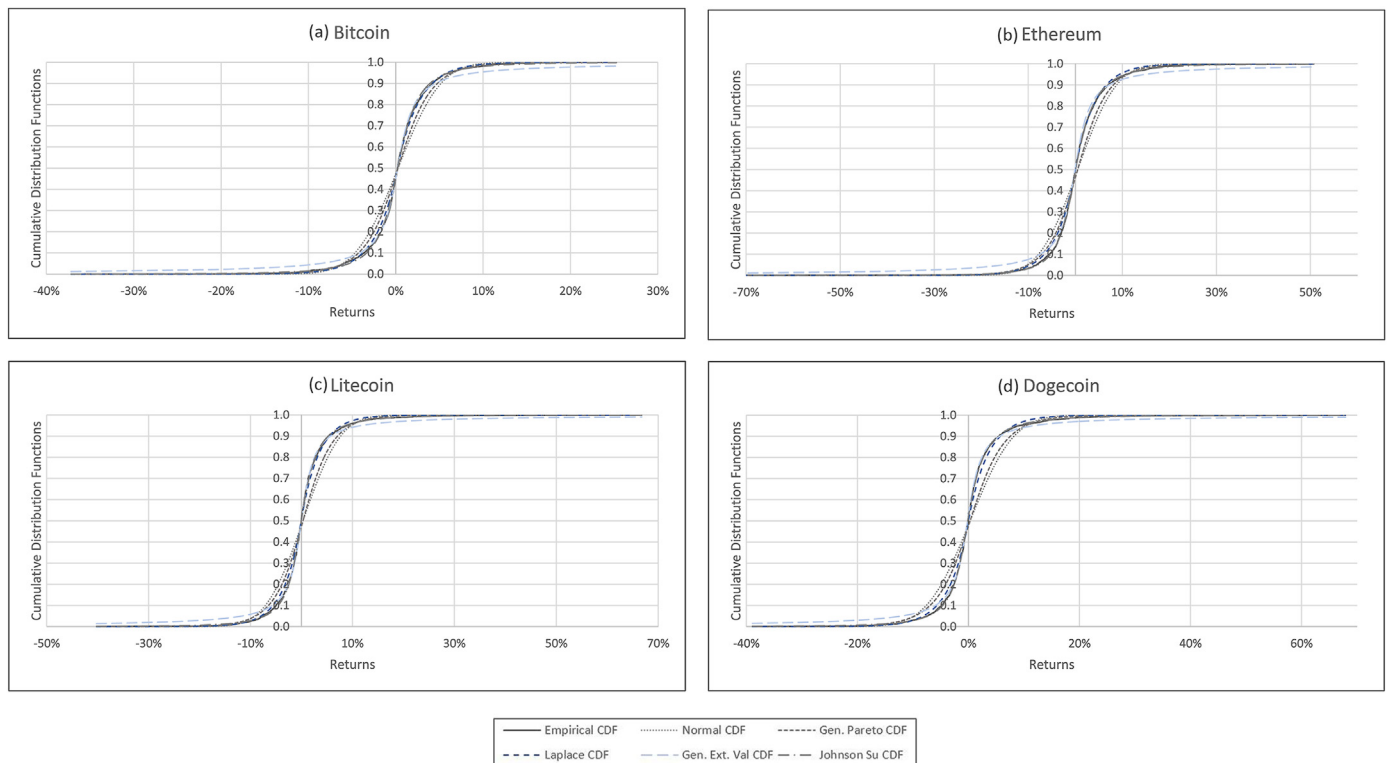 (a) Bitcoin
Cumulative Distribution Functions
1.0
0.9
0.8
0.7
0.6
0.5
0.4
0.3
0.2
0.1
0.0
-40% -30% -20% -10% 0% 10% 20% 30%
Returns
(b) Ethereum
Cumulative Distribution Functions
1.0
0.9
0.8
0.7
0.6
0.5
0.4
0.3
0.2
0.1
0.0
-70% -50% -30% -10% 10% 30% 50%
Returns
(c) Litecoin
Cumulative Distribution Functions
1.0
0.9
0.8
0.7
0.6
0.5
0.4
0.3
0.2
0.1
0.0
-50% -30% -10% 10% 30% 50% 70%
Returns
(d) Dogecoin
Cumulative Distribution Functions
1.0
0.9
0.8
0.7
0.6
0.5
0.4
0.3
0.2
0.1
0.0
-40% -20% 0% 20% 40% 60%
Returns
Empirical CDF Normal CDF Gen. Pareto CDF
Laplace CDF Gen. Ext. Val CDF Johnson Su CDF